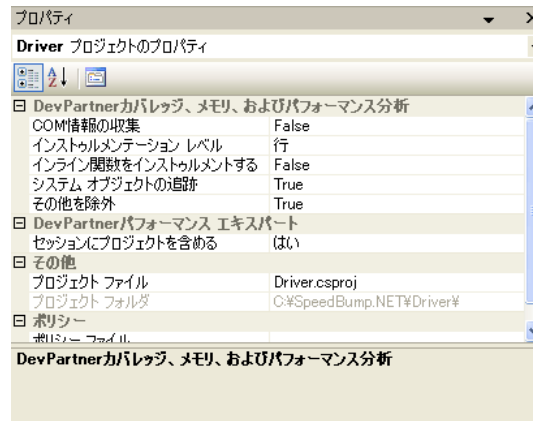 プロパティ
Driver プロジェクトのプロパティ
DevPartnerカバレッジ、メモリ、およびパフォーマンス分析
COM情報の収集 False
インストゥルメンテーション レベル 行
インライン関数をインストゥルメントする False
システム オブジェクトの追跡 True
その他を除外 True
DevPartnerパフォーマンス エキスパート
セッションにプロジェクトを含める はい
その他
プロジェクト ファイル Driver.csproj
プロジェクト フォルダ C:¥SpeedBump.NET¥Driver¥
ポリシー
ポリシー ファイル
DevPartnerカバレッジ、メモリ、およびパフォーマンス分析